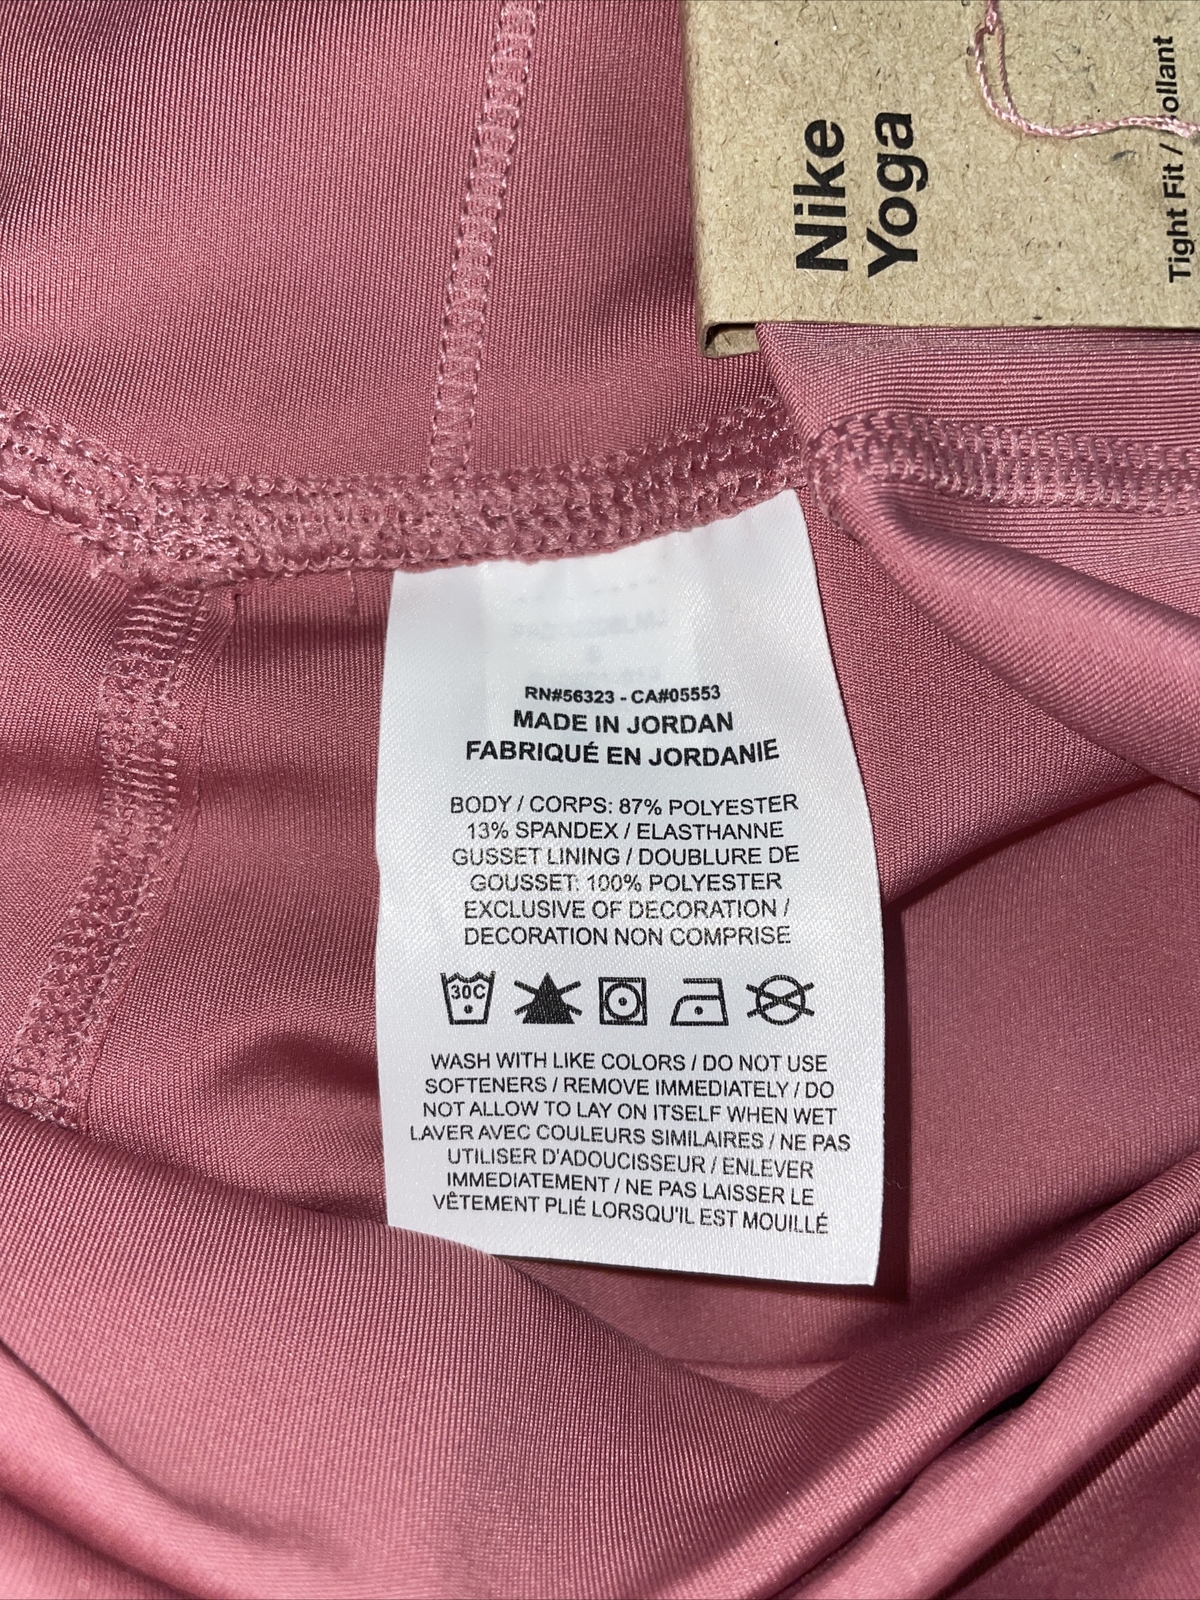 Nike
Yoga
Tight Fit / ollant
RN#56323 - CA#05553
MADE IN JORDAN
FABRIQUÉ EN JORDANIE
BODY / CORPS: 87% POLYESTER
13% SPANDEX / ELASTHANNE
GUSSET LINING / DOUBLURE DE
GOUSSET: 100% POLYESTER
EXCLUSIVE OF DECORATION /
DECORATION NON COMPRISE
30C
WASH WITH LIKE COLORS / DO NOT USE
SOFTENERS / REMOVE IMMEDIATELY / DO
NOT ALLOW TO LAY ON ITSELF WHEN WET
LAVER AVEC COULEURS SIMILAIRES / NE PAS
UTILISER D'ADOUCISSEUR / ENLEVER
IMMEDIATEMENT / NE PAS LAISSER LE
VÊTEMENT PLIÉ LORSQU'IL EST MOUILLÉ